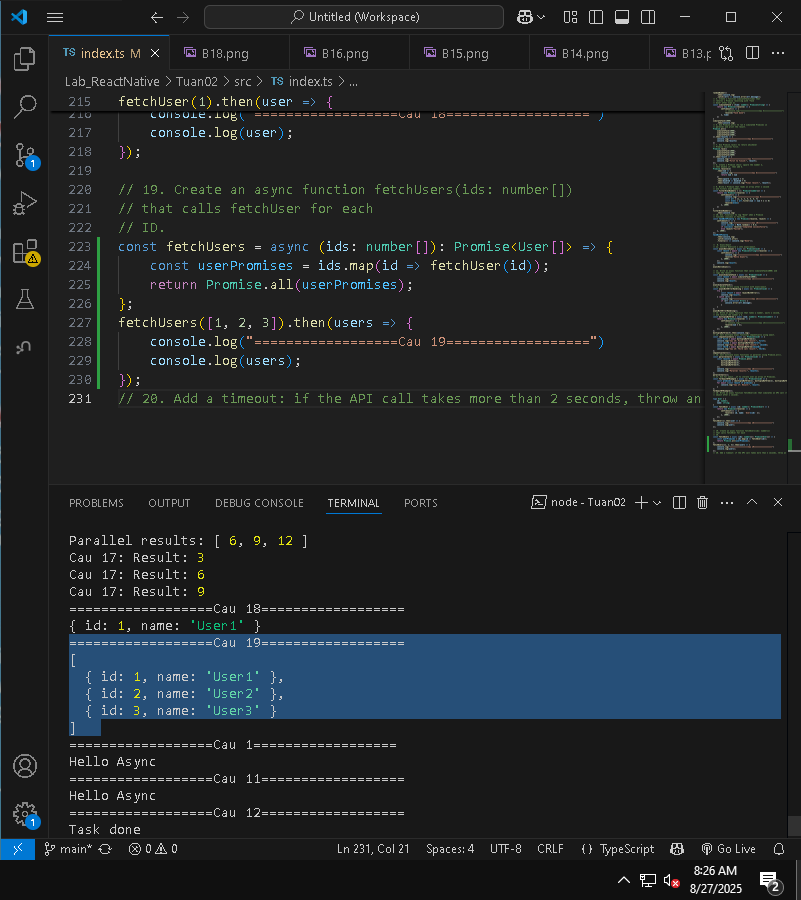 Untitled (Workspace)
TS index.ts M
B18.png
B16.png
B15.png
B14.png
B13.p
Lab_ReactNative > Tuan02 > src > TS index.ts > ...
215 fetchUser(1).then(user => {
216 console.log("==================Cau 18==================")
217 console.log(user);
218 });
219
220 // 19. Create an async function fetchUsers(ids: number[])
221 // that calls fetchUser for each
222 // ID.
223 const fetchUsers = async (ids: number[]): Promise<User[]> => {
224 const userPromises = ids.map(id => fetchUser(id));
225 return Promise.all(userPromises);
226 };
227 fetchUsers([1, 2, 3]).then(users => {
228 console.log("==================Cau 19==================")
229 console.log(users);
230 });
231 // 20. Add a timeout: if the API call takes more than 2 seconds, throw an
PROBLEMS OUTPUT DEBUG CONSOLE TERMINAL PORTS
node - Tuan02
Parallel results: [ 6, 9, 12 ]
Cau 17: Result: 3
Cau 17: Result: 6
Cau 17: Result: 9
==================Cau 18==================
{ id: 1, name: 'User1' }
==================Cau 19==================
[
{ id: 1, name: 'User1' },
{ id: 2, name: 'User2' },
{ id: 3, name: 'User3' }
]
==================Cau 1==================
Hello Async
==================Cau 11==================
Hello Async
==================Cau 12==================
Task done
1
1
main* 0 0 Ln 231, Col 21 Spaces: 4 UTF-8 CRLF {} TypeScript Go Live
8:26 AM
8/27/2025
2